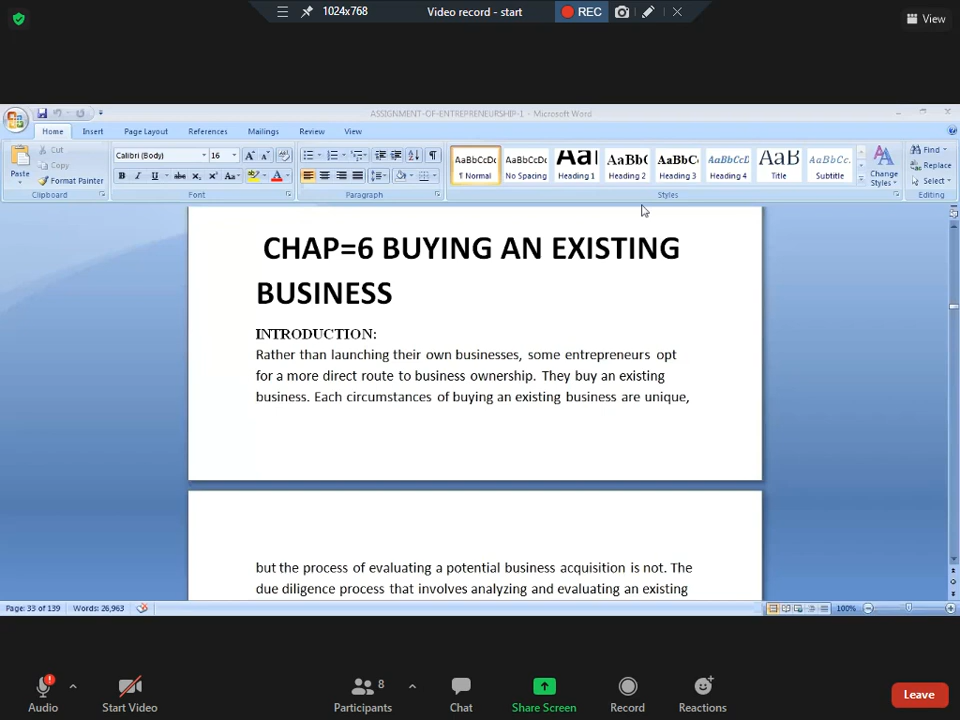 1024x768
Video record - start
REC
View
ASSIGNMENT-OF-ENTREPRENEURSHIP-1 - Microsoft Word
Home Insert Page Layout References Mailings Review View
Paste
Cut
Copy
Format Painter
Clipboard
Calibri (Body) 16
Font
Paragraph
AaBbCcDc AaBbCcDc AaBbC AaBbCc AaBbCcD AaB AaBbCc.
¶ Normal No Spacing Heading 1 Heading 2 Heading 3 Heading 4 Title Subtitle
Change Styles
Styles
Find
Replace
Select
Editing
CHAP=6 BUYING AN EXISTING
BUSINESS
INTRODUCTION:
Rather than launching their own businesses, some entrepreneurs opt
for a more direct route to business ownership. They buy an existing
business. Each circumstances of buying an existing business are unique,
but the process of evaluating a potential business acquisition is not. The
due diligence process that involves analyzing and evaluating an existing
Page: 33 of 139 Words: 26,963 100%
8
Audio Start Video Participants Chat Share Screen Record Reactions Leave